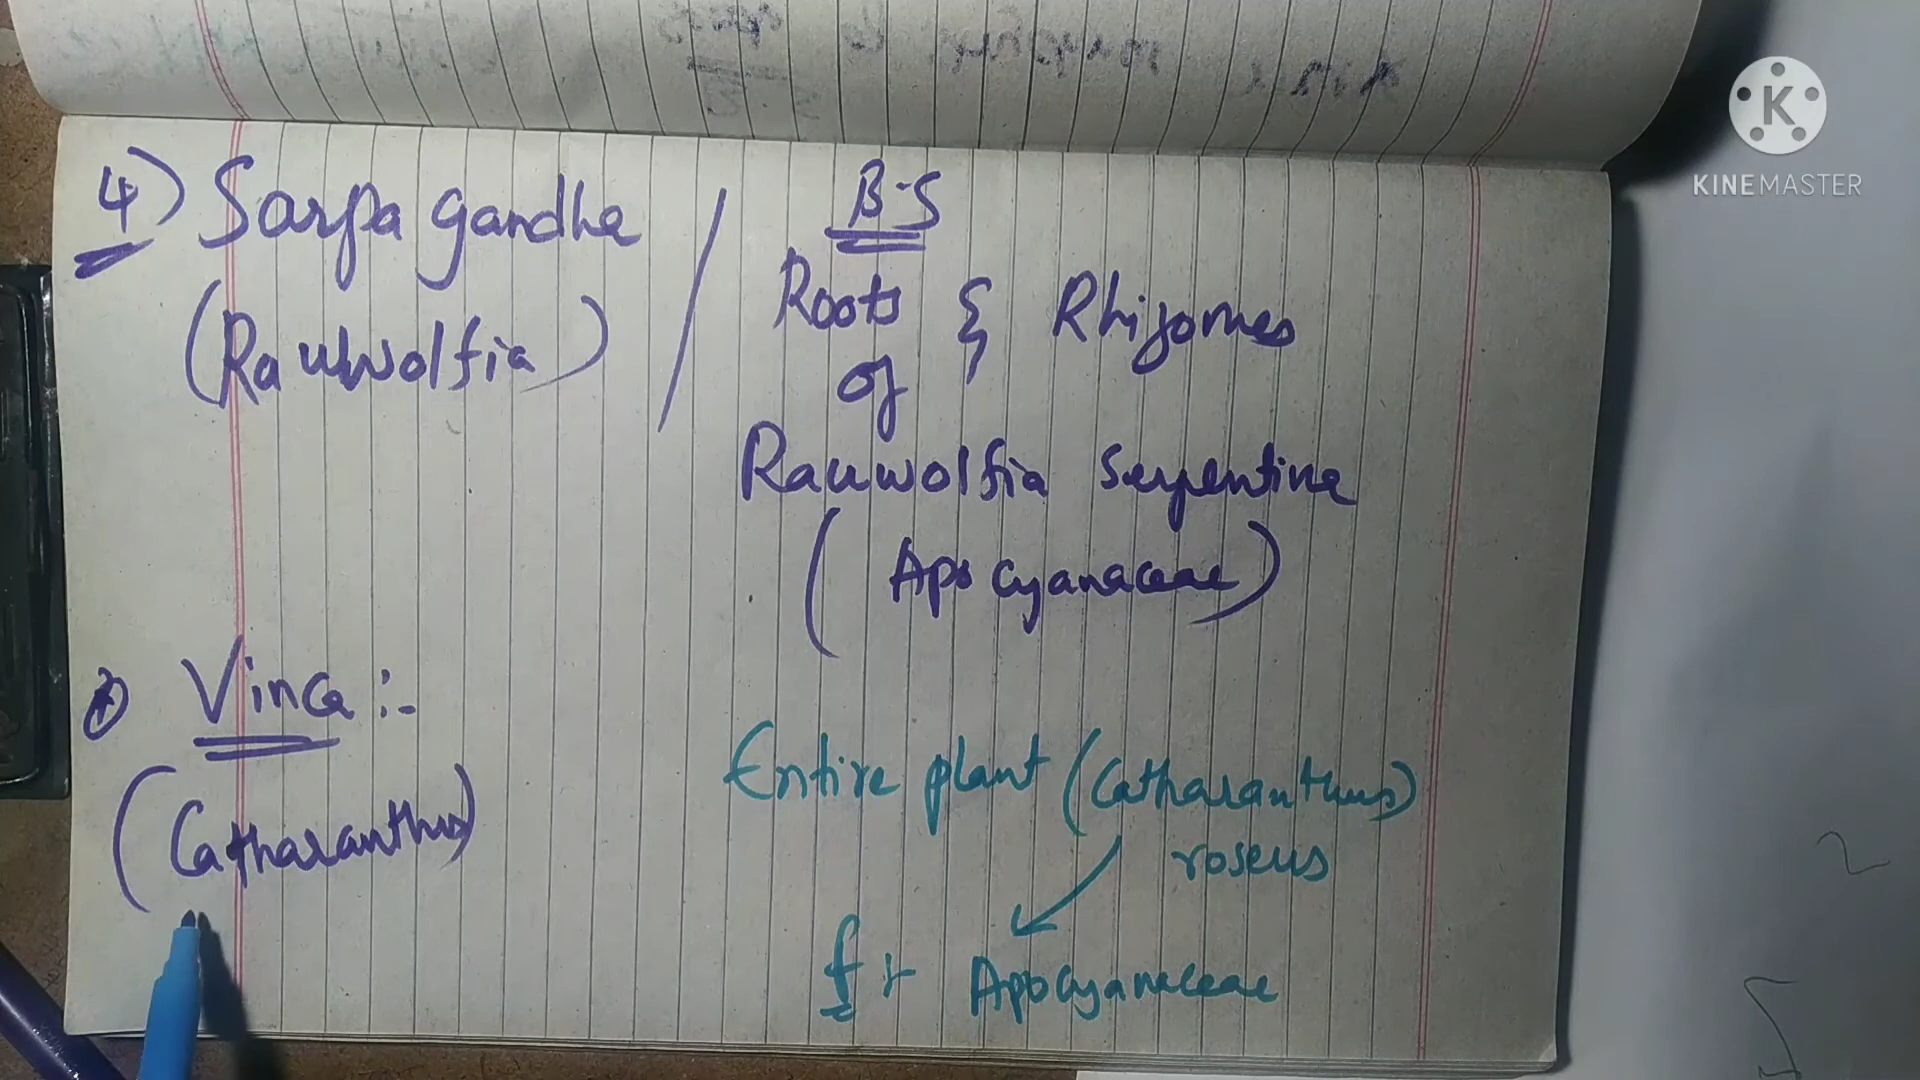 4) Sarpa gandha
(Rauwolfia)
B.S
Roots & Rhizomes
of
Rauwolfia Serpentina
(Apocyanaceae)
Vinca :-
(Catharanthus)
Entire plant (Catharanthus)
roseus
f :- Apocyanaceae
K
KINEMASTER